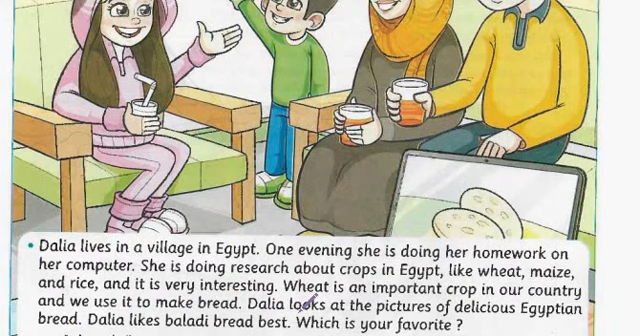 • Dalia lives in a village in Egypt. One evening she is doing her homework on
her computer. She is doing research about crops in Egypt, like wheat, maize,
and rice, and it is very interesting. Wheat is an important crop in our country
and we use it to make bread. Dalia looks at the pictures of delicious Egyptian
bread. Dalia likes baladi bread best. Which is your favorite ?